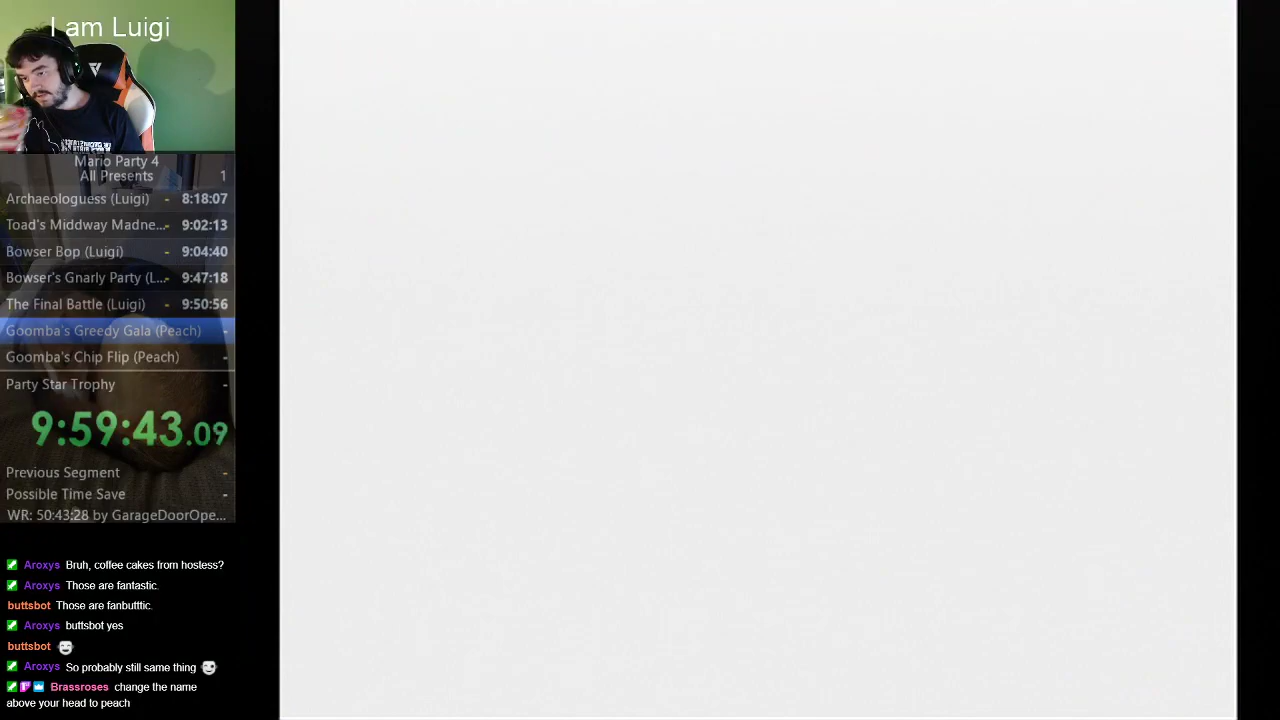 I am Luigi
Mario Party 4
All Presents 1
Archaeologuess (Luigi) - 8:18:07
Toad's Middway Madne... - 9:02:13
Bowser Bop (Luigi) - 9:04:40
Bowser's Gnarly Party (L... - 9:47:18
The Final Battle (Luigi) - 9:50:56
Goomba's Greedy Gala (Peach) -
Goomba's Chip Flip (Peach) -
Party Star Trophy -
9:59:43.09
Previous Segment -
Possible Time Save -
WR: 50:43:28 by GarageDoorOpe...
Aroxys Bruh, coffee cakes from hostess?
Aroxys Those are fantastic.
buttsbot Those are fanbutttic.
Aroxys buttsbot yes
buttsbot
Aroxys So probably still same thing
Brassroses change the name
above your head to peach